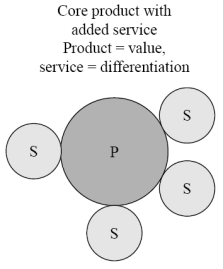 Core product with
added service
Product = value,
service = differentiation
S
S
P
S
S